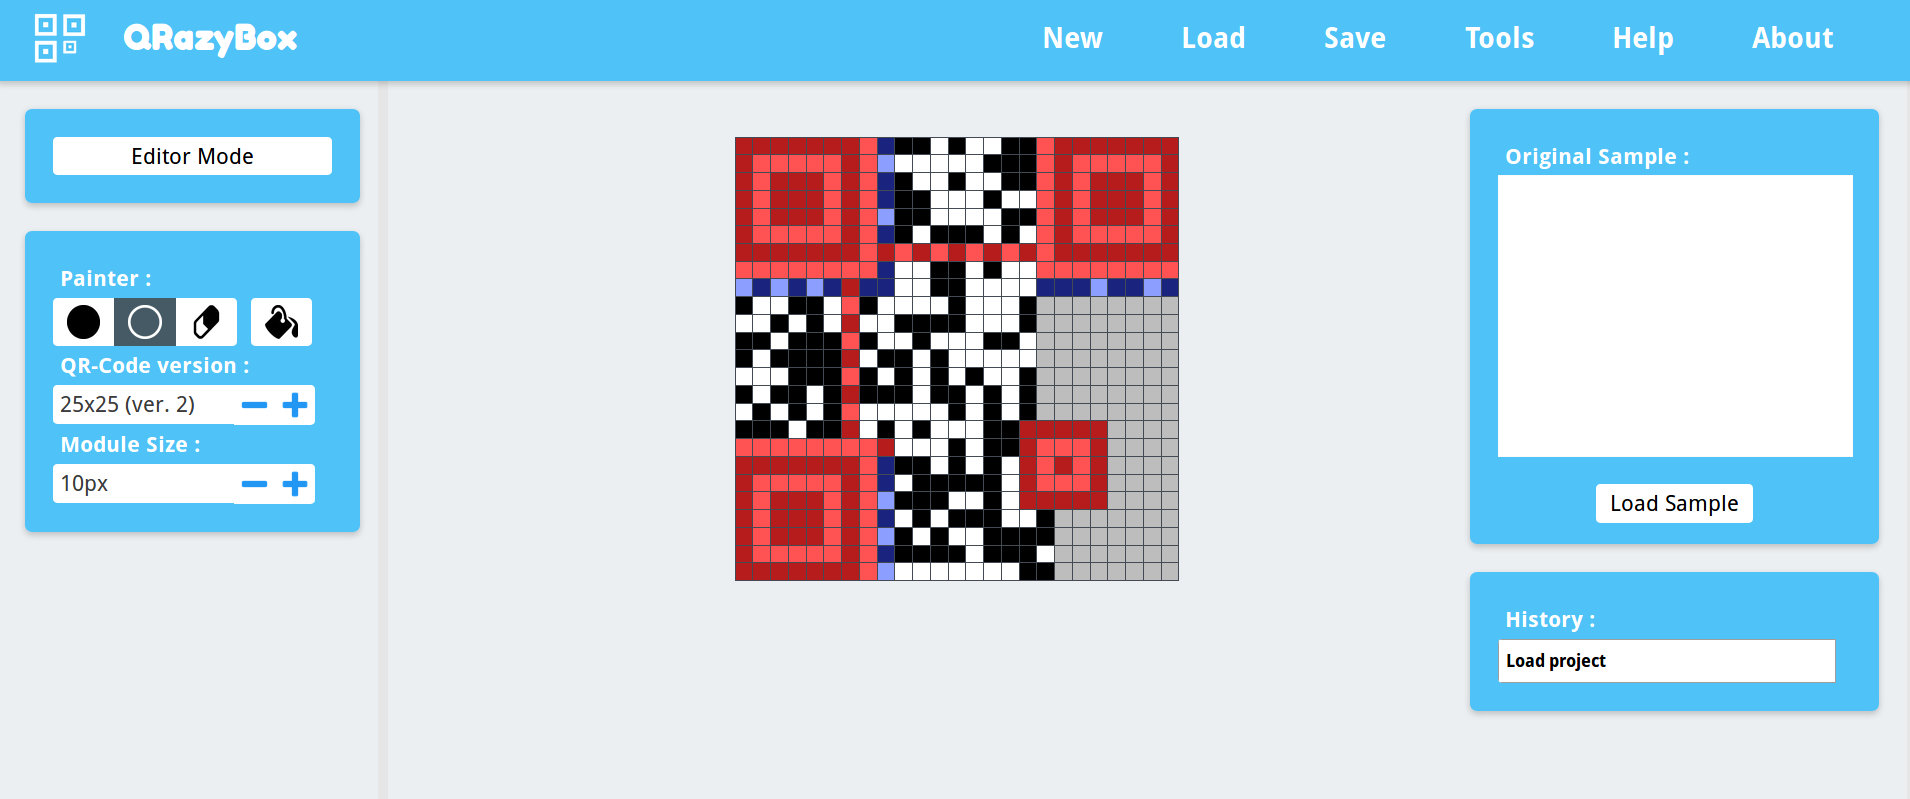 QRazyBox
New Load Save Tools Help About
Editor Mode
Painter :
QR-Code version :
25x25 (ver. 2)
Module Size :
10px
Original Sample :
Load Sample
History :
Load project